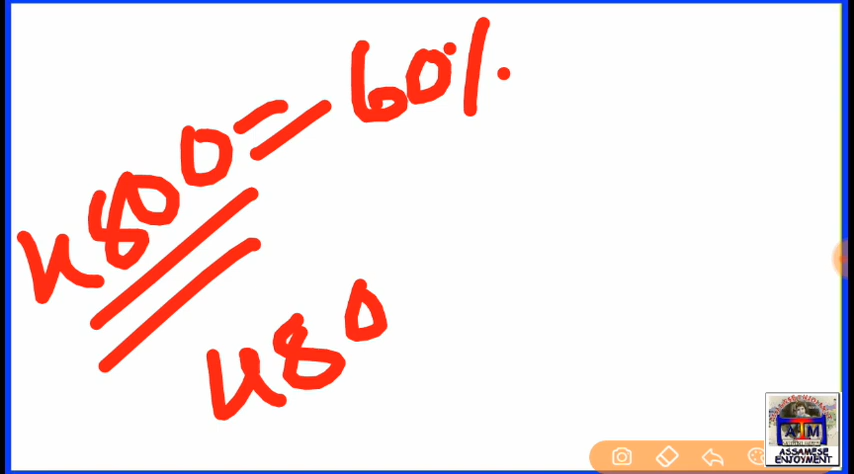 4800 = 60%
480
ATM
ASSAMESE
ENJOYMENT